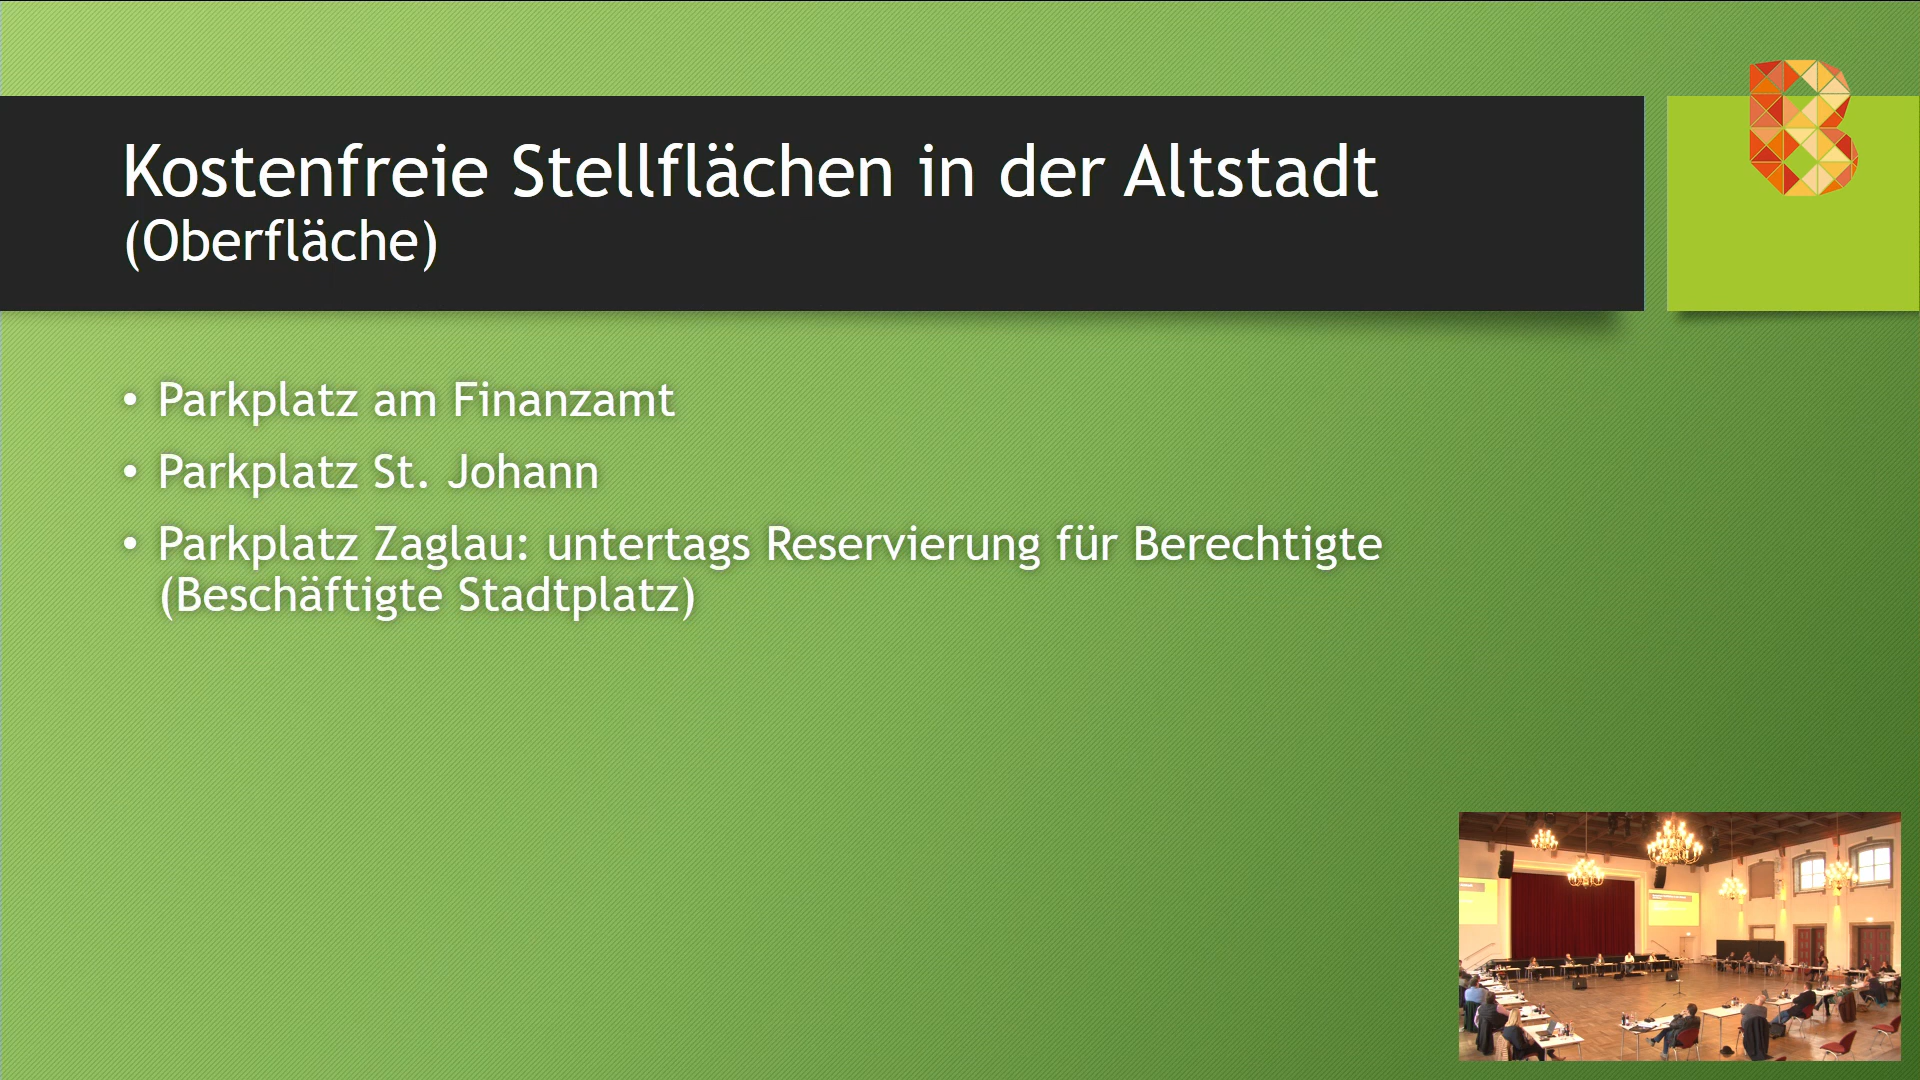 Kostenfreie Stellflächen in der Altstadt
(Oberfläche)
• Parkplatz am Finanzamt
• Parkplatz St. Johann
• Parkplatz Zaglau: untertags Reservierung für Berechtigte
(Beschäftigte Stadtplatz)